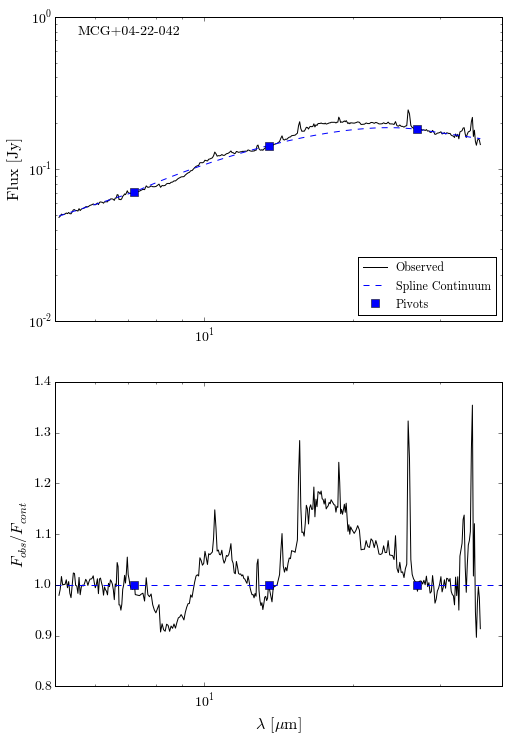 MCG+04-22-042
Flux [Jy]
10^0
10^-1
10^-2
10^1
Observed
Spline Continuum
Pivots
F_obs/F_cont
1.4
1.3
1.2
1.1
1.0
0.9
0.8
10^1
λ [μm]